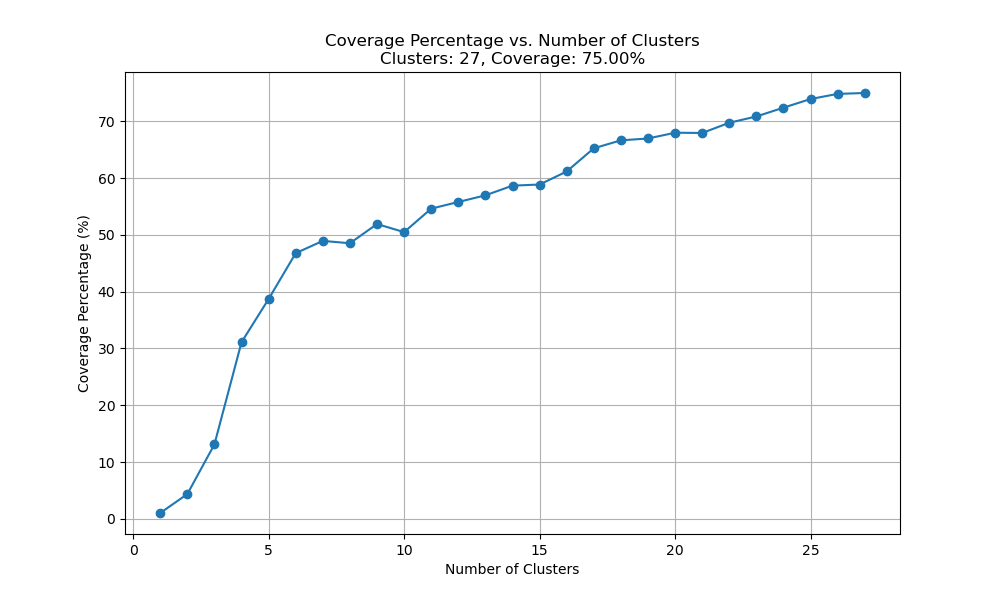 Coverage Percentage vs. Number of Clusters
Clusters: 27, Coverage: 75.00%
Coverage Percentage (%)
70
60
50
40
30
20
10
0
0 5 10 15 20 25
Number of Clusters